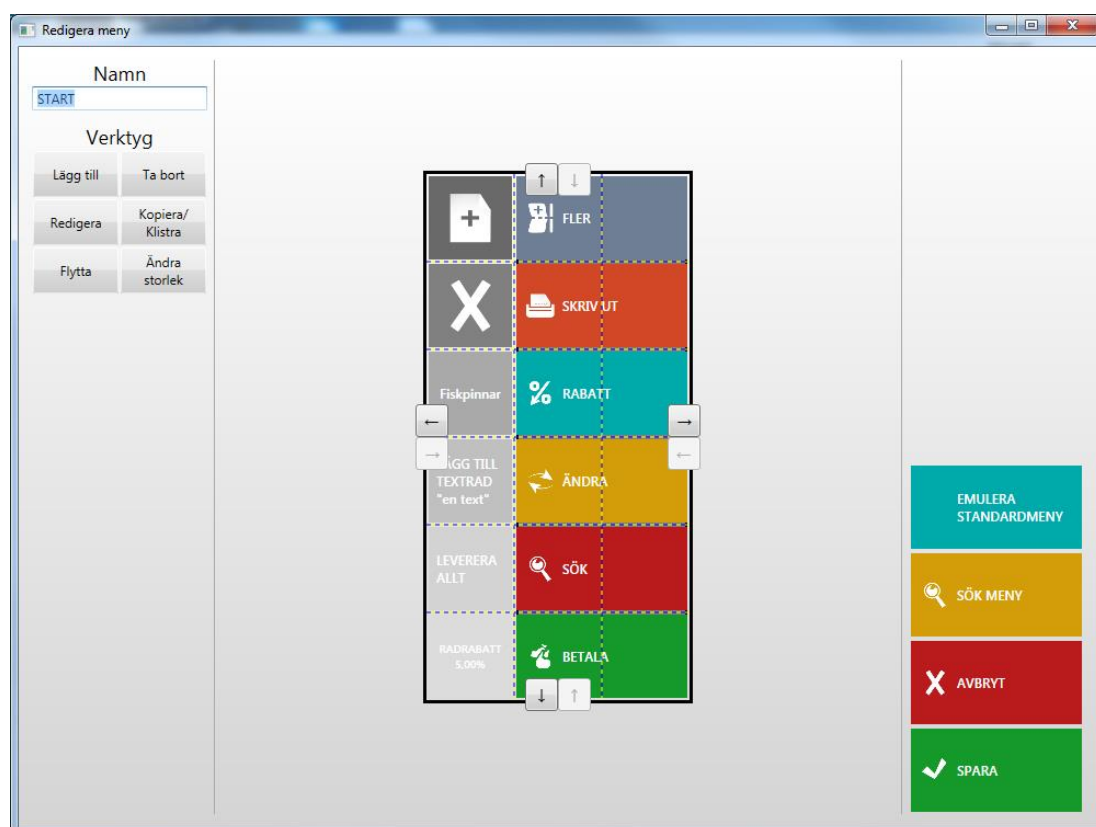 Redigera meny
Namn
START
Verktyg
Lägg till
Ta bort
Redigera
Kopiera/
Klistra
Flytta
Ändra
storlek
↑ ↓
FLER
SKRIV UT
Fiskpinnar
RABATT
← →
→ ←
ÄGG TILL
TEXTRAD
"en text"
ÄNDRA
LEVERERA
ALLT
SÖK
RADRABATT
5,00%
BETALA
↓ ↑
EMULERA
STANDARDMENY
SÖK MENY
AVBRYT
SPARA